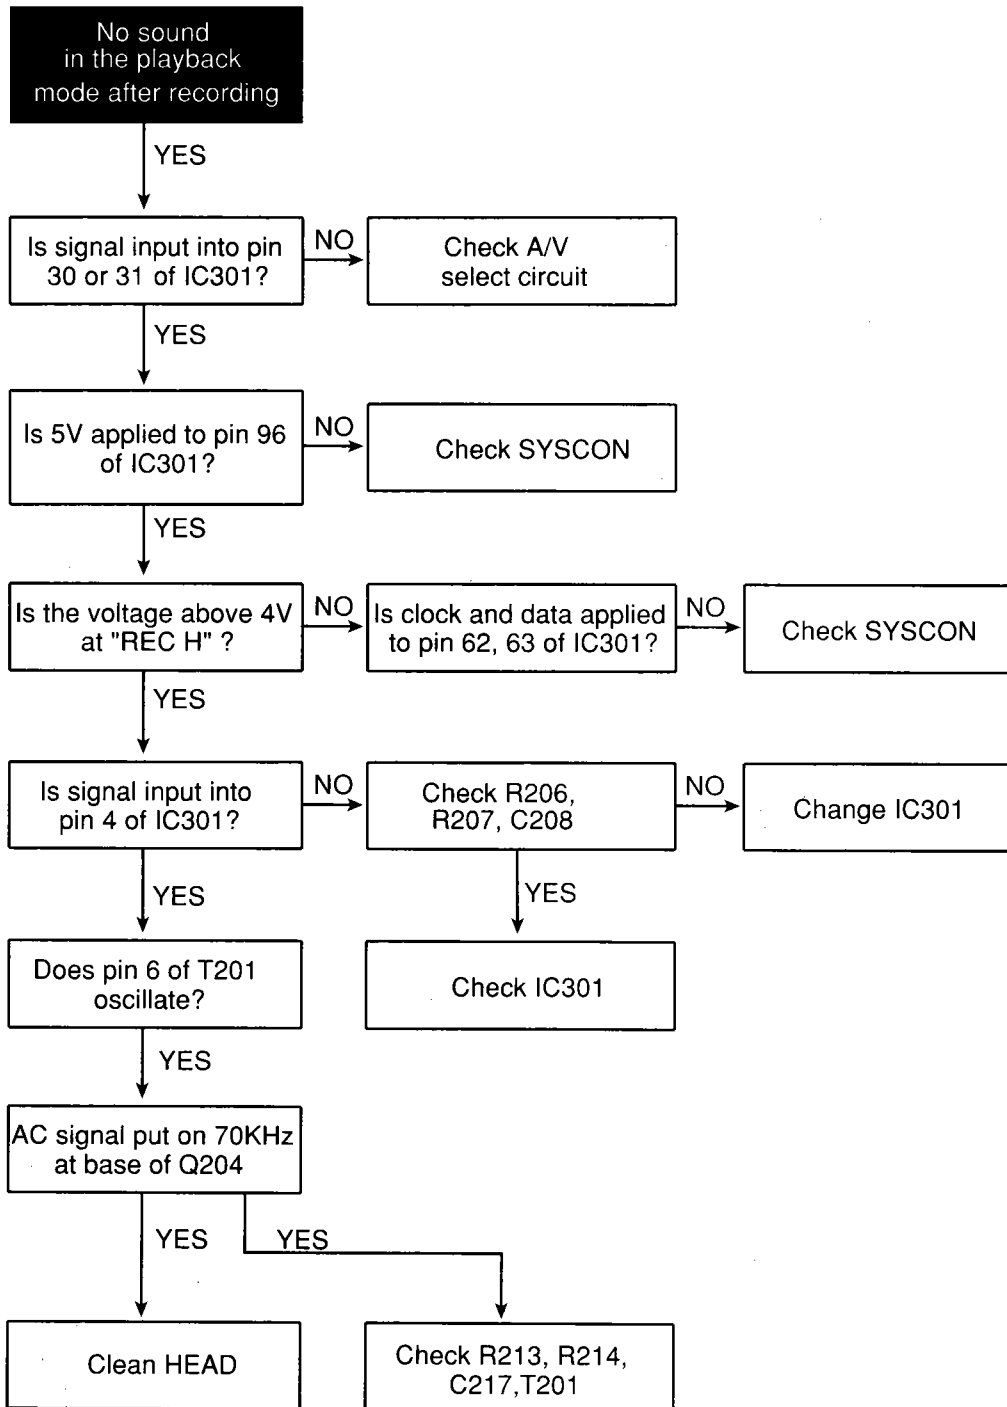 No sound
in the playback
mode after recording
YES
Is signal input into pin
30 or 31 of IC301?
NO
Check A/V
select circuit
YES
Is 5V applied to pin 96
of IC301?
NO
Check SYSCON
YES
Is the voltage above 4V
at "REC H" ?
NO
Is clock and data applied
to pin 62, 63 of IC301?
NO
Check SYSCON
YES
Is signal input into
pin 4 of IC301?
NO
Check R206,
R207, C208
NO
Change IC301
YES
YES
Does pin 6 of T201
oscillate?
Check IC301
YES
AC signal put on 70KHz
at base of Q204
YES
YES
Clean HEAD
Check R213, R214,
C217,T201